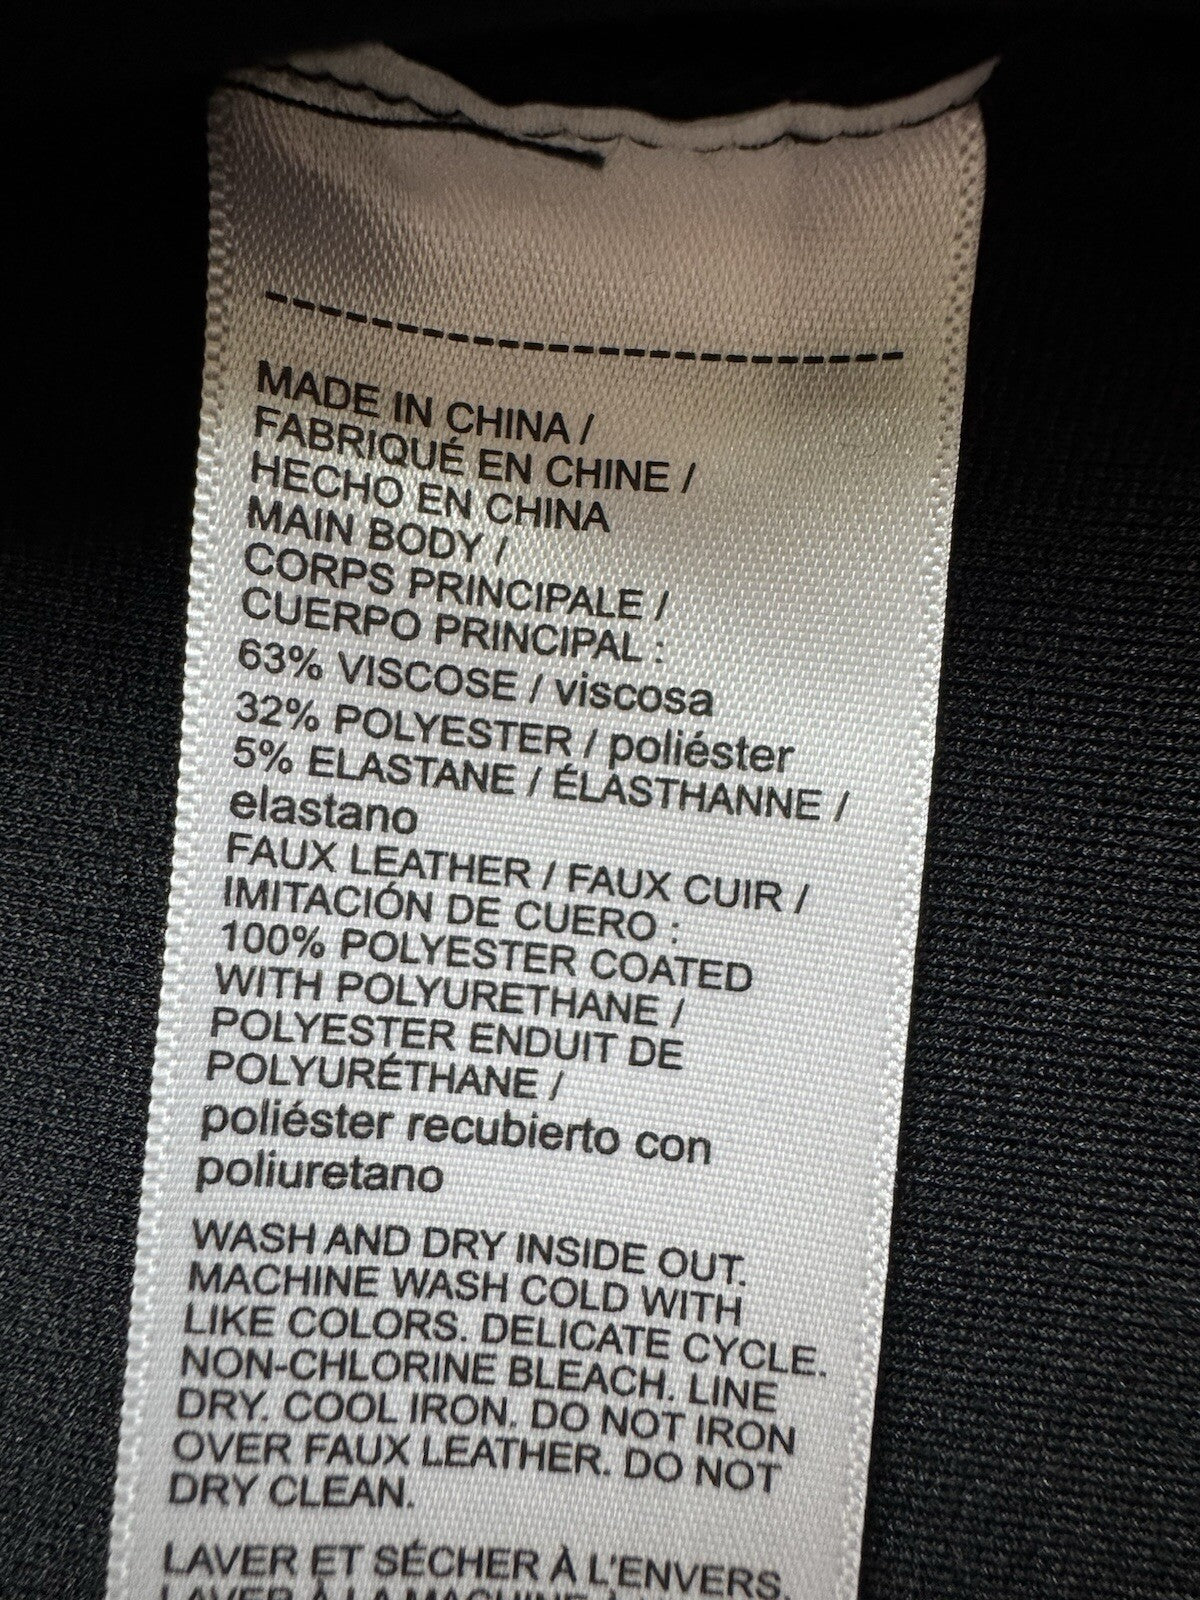 MADE IN CHINA /
FABRIQUÉ EN CHINE /
HECHO EN CHINA
MAIN BODY /
CORPS PRINCIPALE /
CUERPO PRINCIPAL :
63% VISCOSE / viscosa
32% POLYESTER / poliéster
5% ELASTANE / ÉLASTHANNE /
elastano
FAUX LEATHER / FAUX CUIR /
IMITACIÓN DE CUERO :
100% POLYESTER COATED
WITH POLYURETHANE /
POLYESTER ENDUIT DE
POLYURÉTHANE /
poliéster recubierto con
poliuretano
WASH AND DRY INSIDE OUT.
MACHINE WASH COLD WITH
LIKE COLORS. DELICATE CYCLE.
NON-CHLORINE BLEACH. LINE
DRY. COOL IRON. DO NOT IRON
OVER FAUX LEATHER. DO NOT
DRY CLEAN.
LAVER ET SÉCHER À L'ENVERS.
LAVER À LA MACHINE À